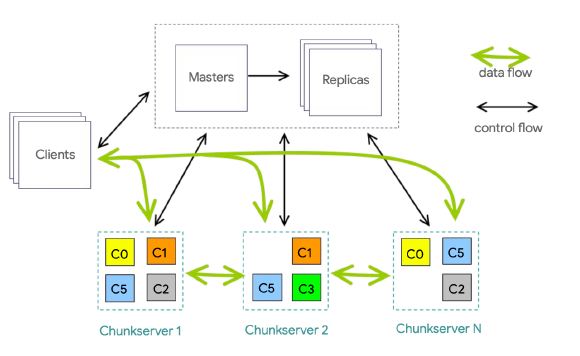 Masters
Replicas
data flow
control flow
Clients
C0
C1
C5
C2
Chunkserver 1
C1
C5
C3
Chunkserver 2
C0
C5
C2
Chunkserver N